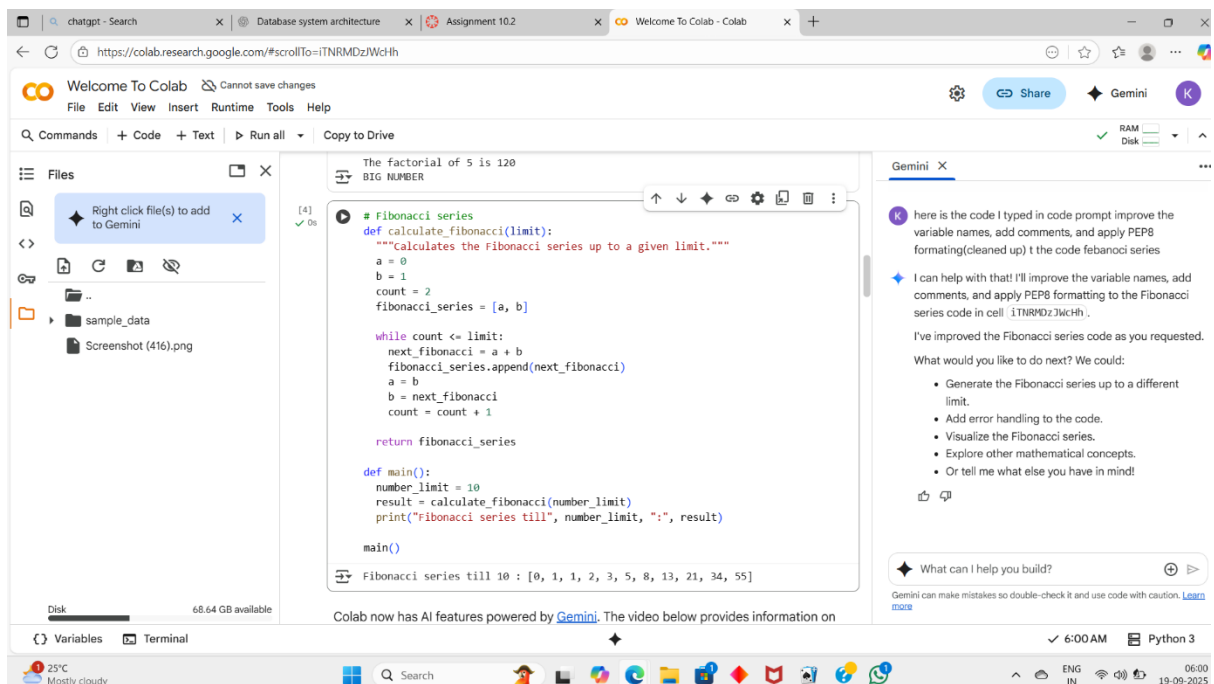 chatgpt - Search
Database system architecture
Assignment 10.2
Welcome To Colab - Colab
https://colab.research.google.com/#scrollTo=iTNRMDzJWcHh
Welcome To Colab Cannot save changes
File Edit View Insert Runtime Tools Help
Share
Gemini
K
Commands + Code + Text Run all Copy to Drive
RAM
Disk
Files
Right click file(s) to add
to Gemini
..
sample_data
Screenshot (416).png
Disk 68.64 GB available
The factorial of 5 is 120
BIG NUMBER
[4]
0s
# Fibonacci series
def calculate_fibonacci(limit):
  """Calculates the Fibonacci series up to a given limit."""
  a = 0
  b = 1
  count = 2
  fibonacci_series = [a, b]
  while count <= limit:
    next_fibonacci = a + b
    fibonacci_series.append(next_fibonacci)
    a = b
    b = next_fibonacci
    count = count + 1
  return fibonacci_series
def main():
  number_limit = 10
  result = calculate_fibonacci(number_limit)
  print("Fibonacci series till", number_limit, ":", result)
main()
Fibonacci series till 10 : [0, 1, 1, 2, 3, 5, 8, 13, 21, 34, 55]
Colab now has AI features powered by Gemini. The video below provides information on
Gemini
K
here is the code I typed in code prompt improve the
variable names, add comments, and apply PEP8
formating(cleaned up) t the code febanoci series
I can help with that! I'll improve the variable names, add
comments, and apply PEP8 formatting to the Fibonacci
series code in cell iTNRMDzJWcHh .
I've improved the Fibonacci series code as you requested.
What would you like to do next? We could:
• Generate the Fibonacci series up to a different
limit.
• Add error handling to the code.
• Visualize the Fibonacci series.
• Explore other mathematical concepts.
• Or tell me what else you have in mind!
What can I help you build?
Gemini can make mistakes so double-check it and use code with caution. Learn
more
Variables Terminal
6:00 AM Python 3
1
25°C
Mostly cloudy
Search
ENG
IN
06:00
19-09-2025